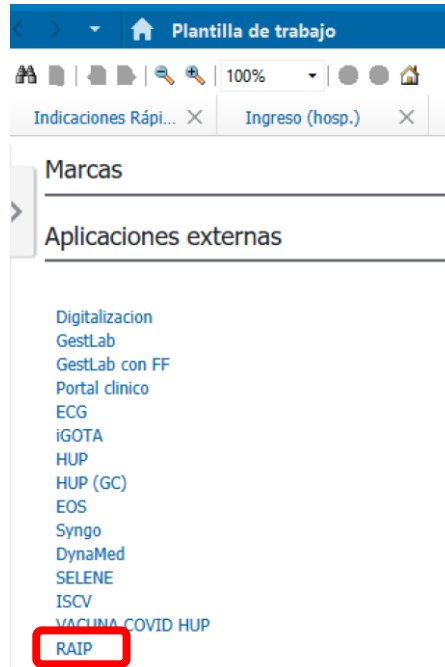 Plantilla de trabajo
100%
Indicaciones Rápi... Ingreso (hosp.)
Marcas
Aplicaciones externas
Digitalizacion
GestLab
GestLab con FF
Portal clinico
ECG
iGOTA
HUP
HUP (GC)
EOS
Syngo
DynaMed
SELENE
ISCV
VACUNA COVID HUP
RAIP